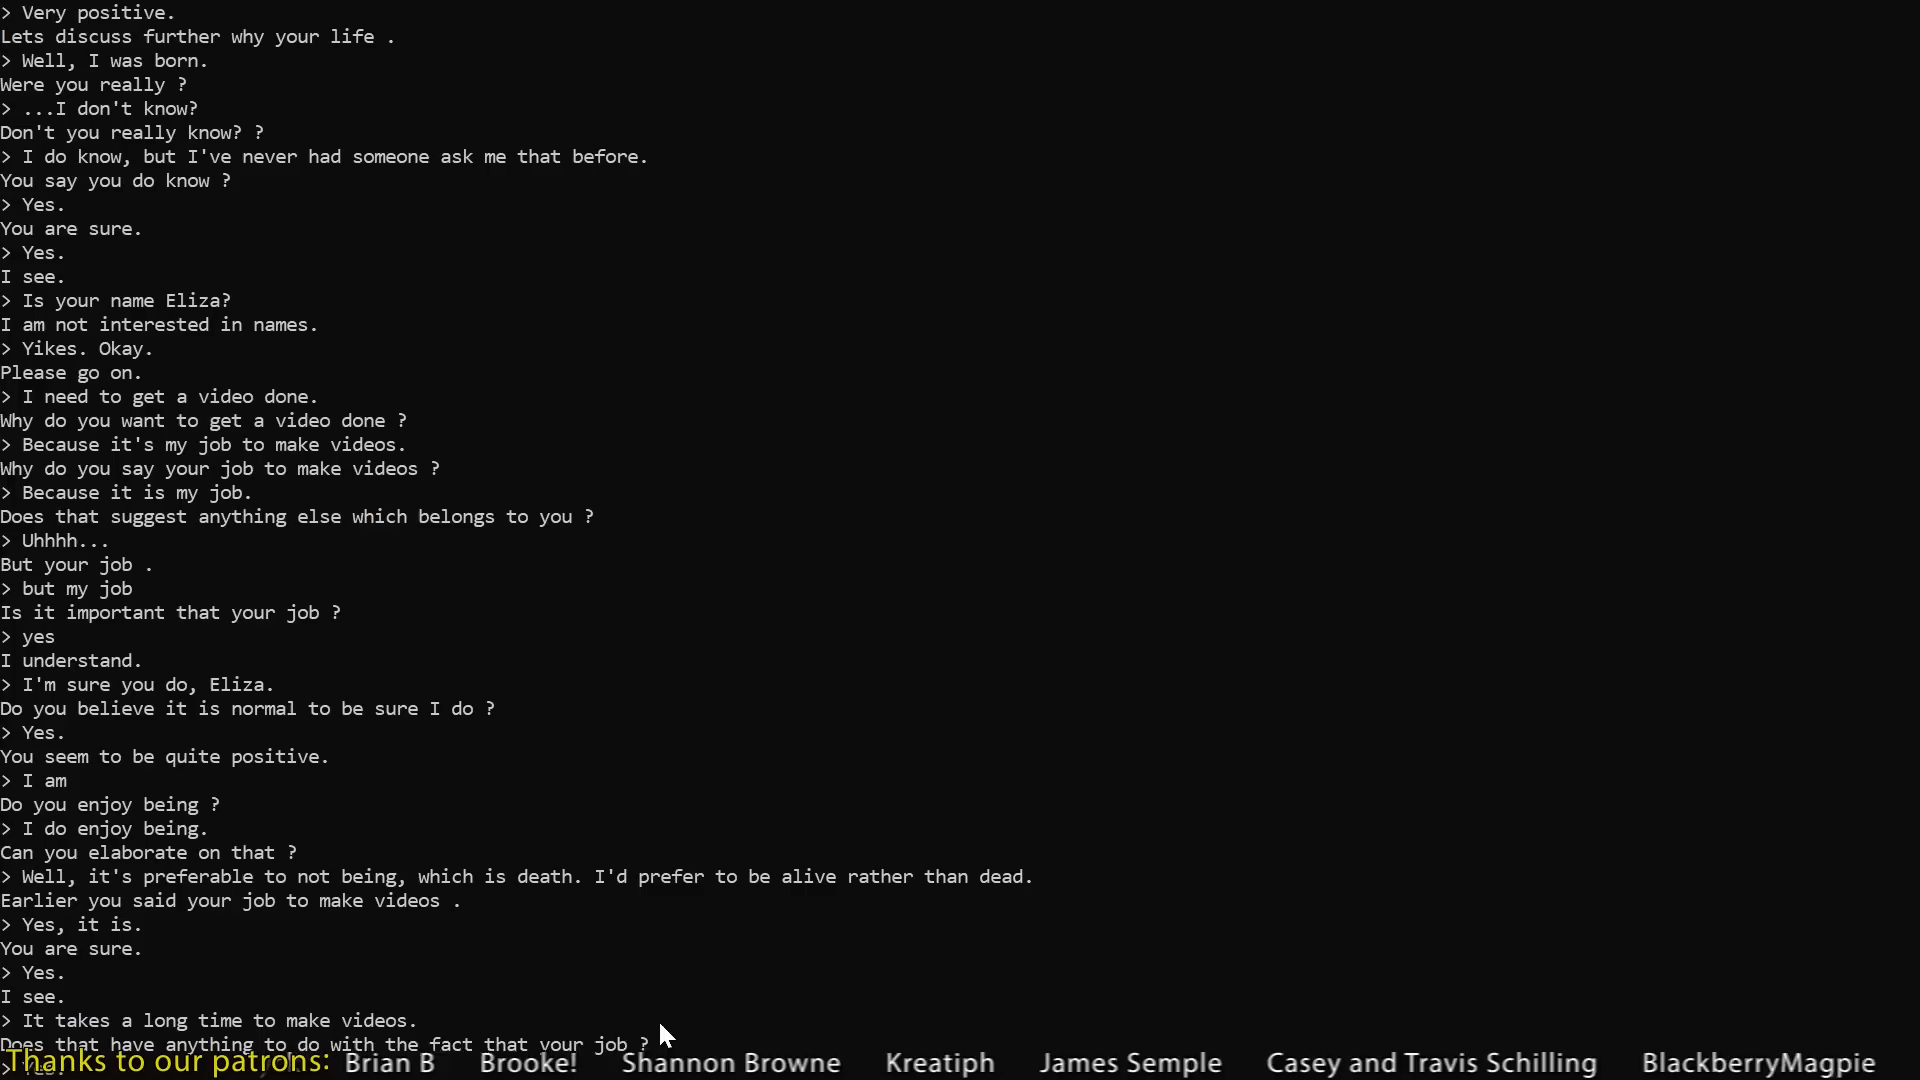 > Very positive.
Lets discuss further why your life .
> Well, I was born.
Were you really ?
> ...I don't know?
Don't you really know? ?
> I do know, but I've never had someone ask me that before.
You say you do know ?
> Yes.
You are sure.
> Yes.
I see.
> Is your name Eliza?
I am not interested in names.
> Yikes. Okay.
Please go on.
> I need to get a video done.
Why do you want to get a video done ?
> Because it's my job to make videos.
Why do you say your job to make videos ?
> Because it is my job.
Does that suggest anything else which belongs to you ?
> Uhhhh...
But your job .
> but my job
Is it important that your job ?
> yes
I understand.
> I'm sure you do, Eliza.
Do you believe it is normal to be sure I do ?
> Yes.
You seem to be quite positive.
> I am
Do you enjoy being ?
> I do enjoy being.
Can you elaborate on that ?
> Well, it's preferable to not being, which is death. I'd prefer to be alive rather than dead.
Earlier you said your job to make videos .
> Yes, it is.
You are sure.
> Yes.
I see.
> It takes a long time to make videos.
Does that have anything to do with the fact that your job ?
Thanks to our patrons: Brian B Brooke! Shannon Browne Kreatiph James Semple Casey and Travis Schilling BlackberryMagpie